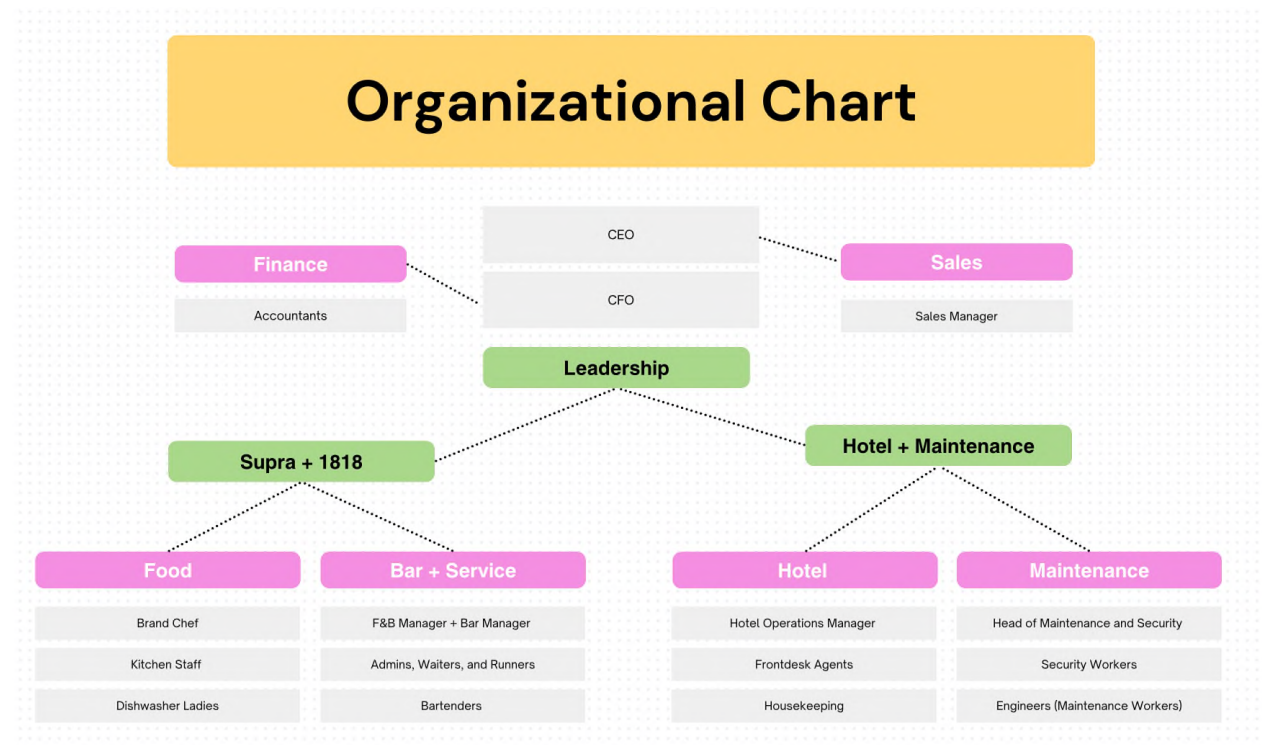 Organizational Chart
CEO
CFO
Finance
Accountants
Sales
Sales Manager
Leadership
Supra + 1818
Hotel + Maintenance
Food
Brand Chef
Kitchen Staff
Dishwasher Ladies
Bar + Service
F&B Manager + Bar Manager
Admins, Waiters, and Runners
Bartenders
Hotel
Hotel Operations Manager
Frontdesk Agents
Housekeeping
Maintenance
Head of Maintenance and Security
Security Workers
Engineers (Maintenance Workers)